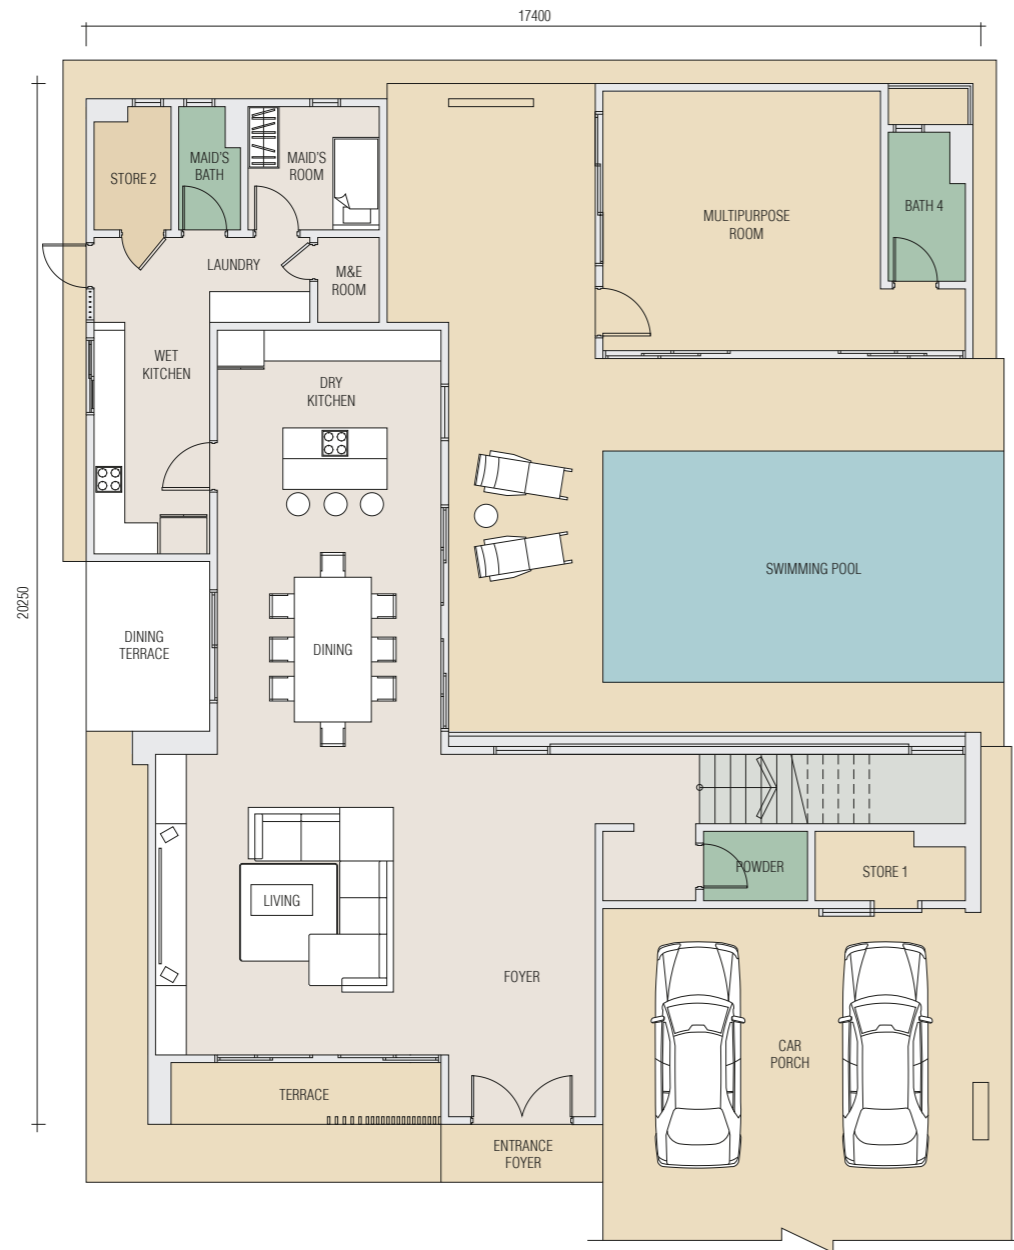 17400
20250
STORE 2
MAID'S
BATH
MAID'S
ROOM
LAUNDRY
M&E
ROOM
MULTIPURPOSE
ROOM
BATH 4
WET
KITCHEN
DRY
KITCHEN
SWIMMING POOL
DINING
TERRACE
DINING
POWDER
STORE 1
LIVING
FOYER
CAR
PORCH
TERRACE
ENTRANCE
FOYER